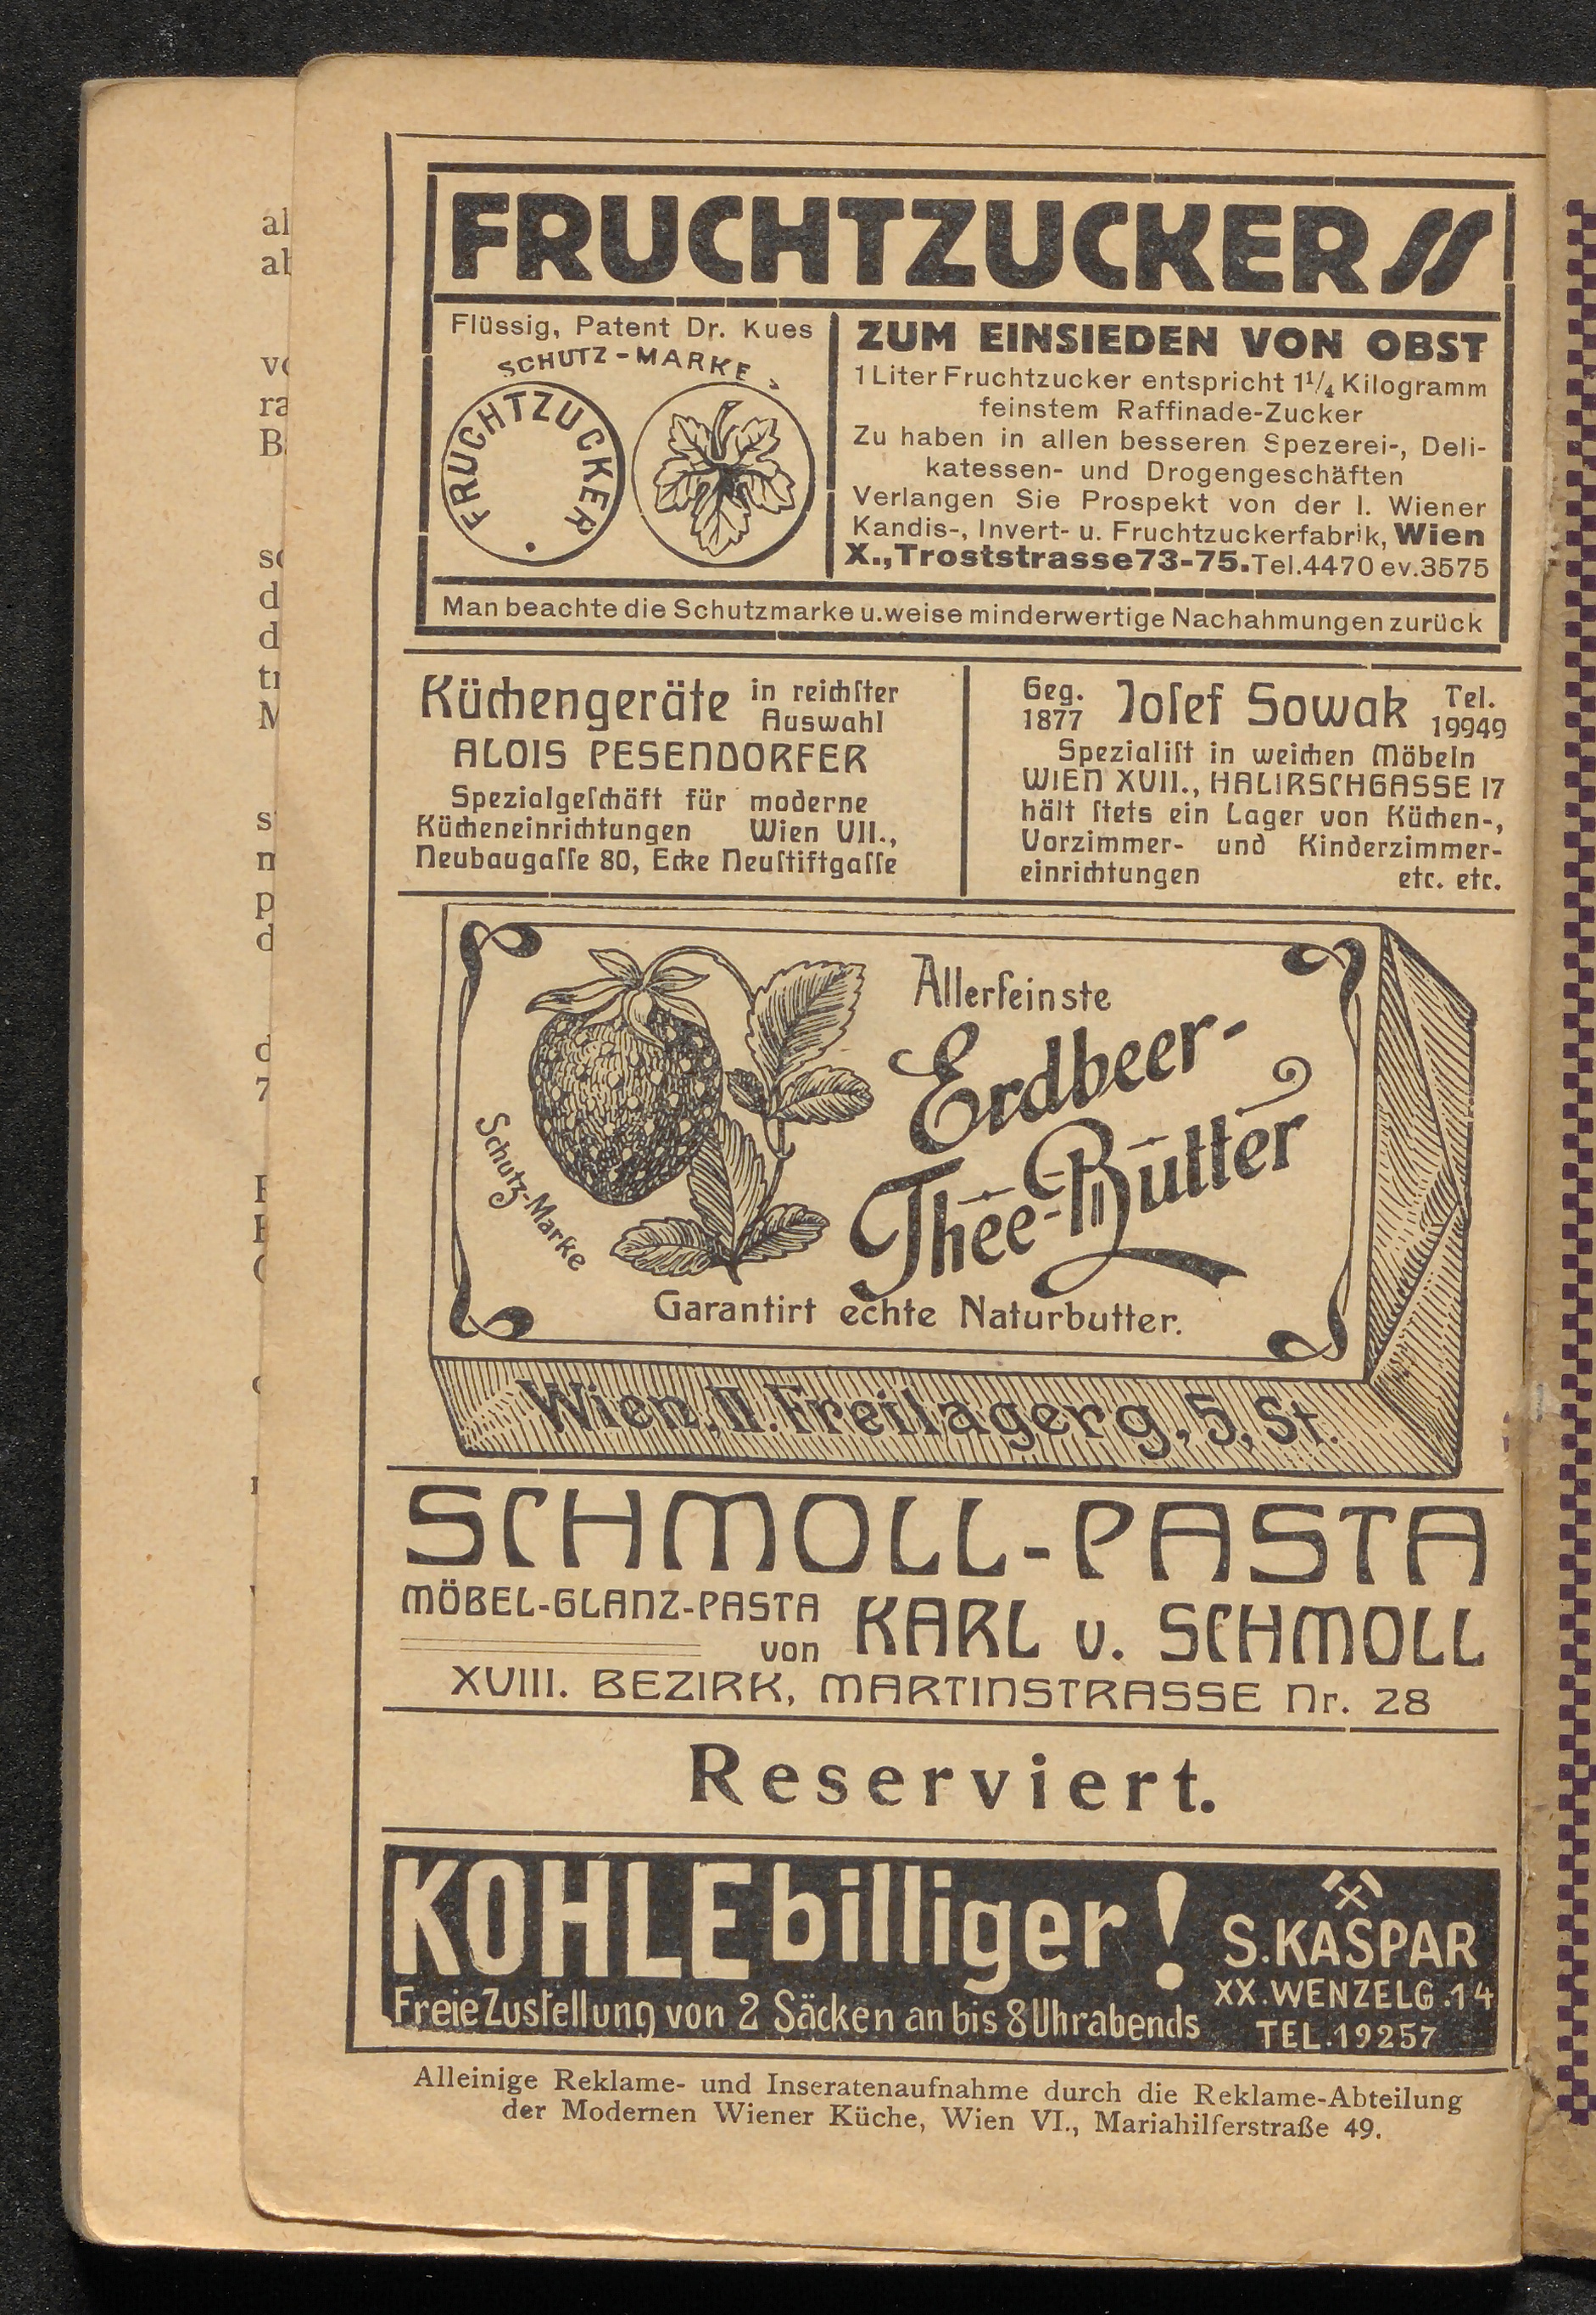 FRUCHTZUCKER //
Flüssig, Patent Dr. Kues
SCHUTZ-MARKE
FRUCHTZUCKER
ZUM EINSIEDEN VON OBST
1 Liter Fruchtzucker entspricht 1¹/₄ Kilogramm
feinstem Raffinade-Zucker
Zu haben in allen besseren Spezerei-, Deli-
katessen- und Drogengeschäften
Verlangen Sie Prospekt von der I. Wiener
Kandis-, Invert- u. Fruchtzuckerfabrik, Wien
X., Troststrasse 73-75. Tel. 4470 ev. 3575
Man beachte die Schutzmarke u. weise minderwertige Nachahmungen zurück
Küchengeräte in reichster
Auswahl
ALOIS PESENDORFER
Spezialgeschäft für moderne
Kücheneinrichtungen Wien VII.,
Neubaugasse 80, Ecke Neustiftgasse
Geg. 1877 Josef Sowak Tel. 19949
Spezialist in weichen Möbeln
WIEN XVII., HALIRSCHGASSE 17
hält stets ein Lager von Küchen-,
Vorzimmer- und Kinderzimmer-
einrichtungen etc. etc.
Allerfeinste
Erdbeer-
Thee-Butter
Schutz-Marke
Garantirt echte Naturbutter.
Wien, II. Freilagerg, 5, St.
SCHMOLL-PASTA
MÖBEL-GLANZ-PASTA
von KARL v. SCHMOLL
XVIII. BEZIRK, MARTINSTRASSE Nr. 28
Reserviert.
KOHLE billiger!
Freie Zustellung von 2 Säcken an bis 8 Uhr abends
S. KAŠPAR
XX. WENZELG. 14
TEL. 19257
Alleinige Reklame- und Inseratenaufnahme durch die Reklame-Abteilung
der Modernen Wiener Küche, Wien VI., Mariahilferstraße 49.